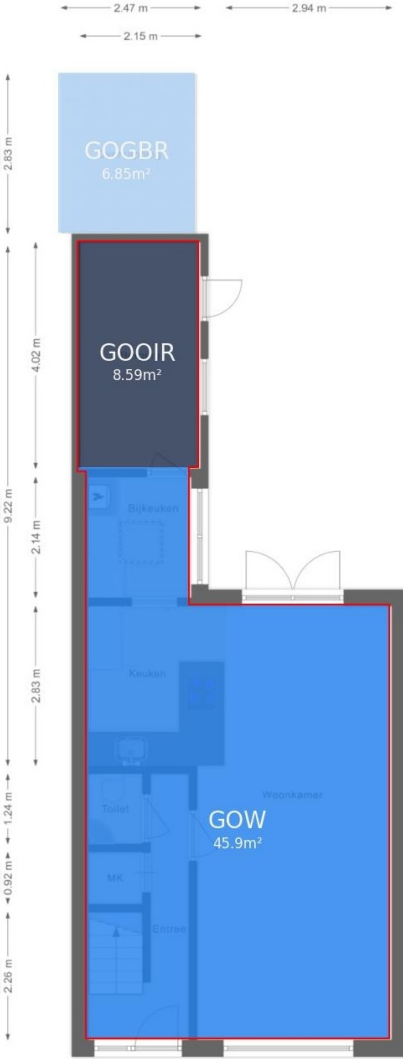 2.47 m
2.94 m
2.15 m
2.83 m
GOGBR
6.85m²
4.02 m
GOOIR
8.59m²
9.22 m
2.14 m
Bijkeuken
2.83 m
Keuken
Woonkamer
1.24 m
Toilet
GOW
45.9m²
0.92 m
MK
2.26 m
Entree